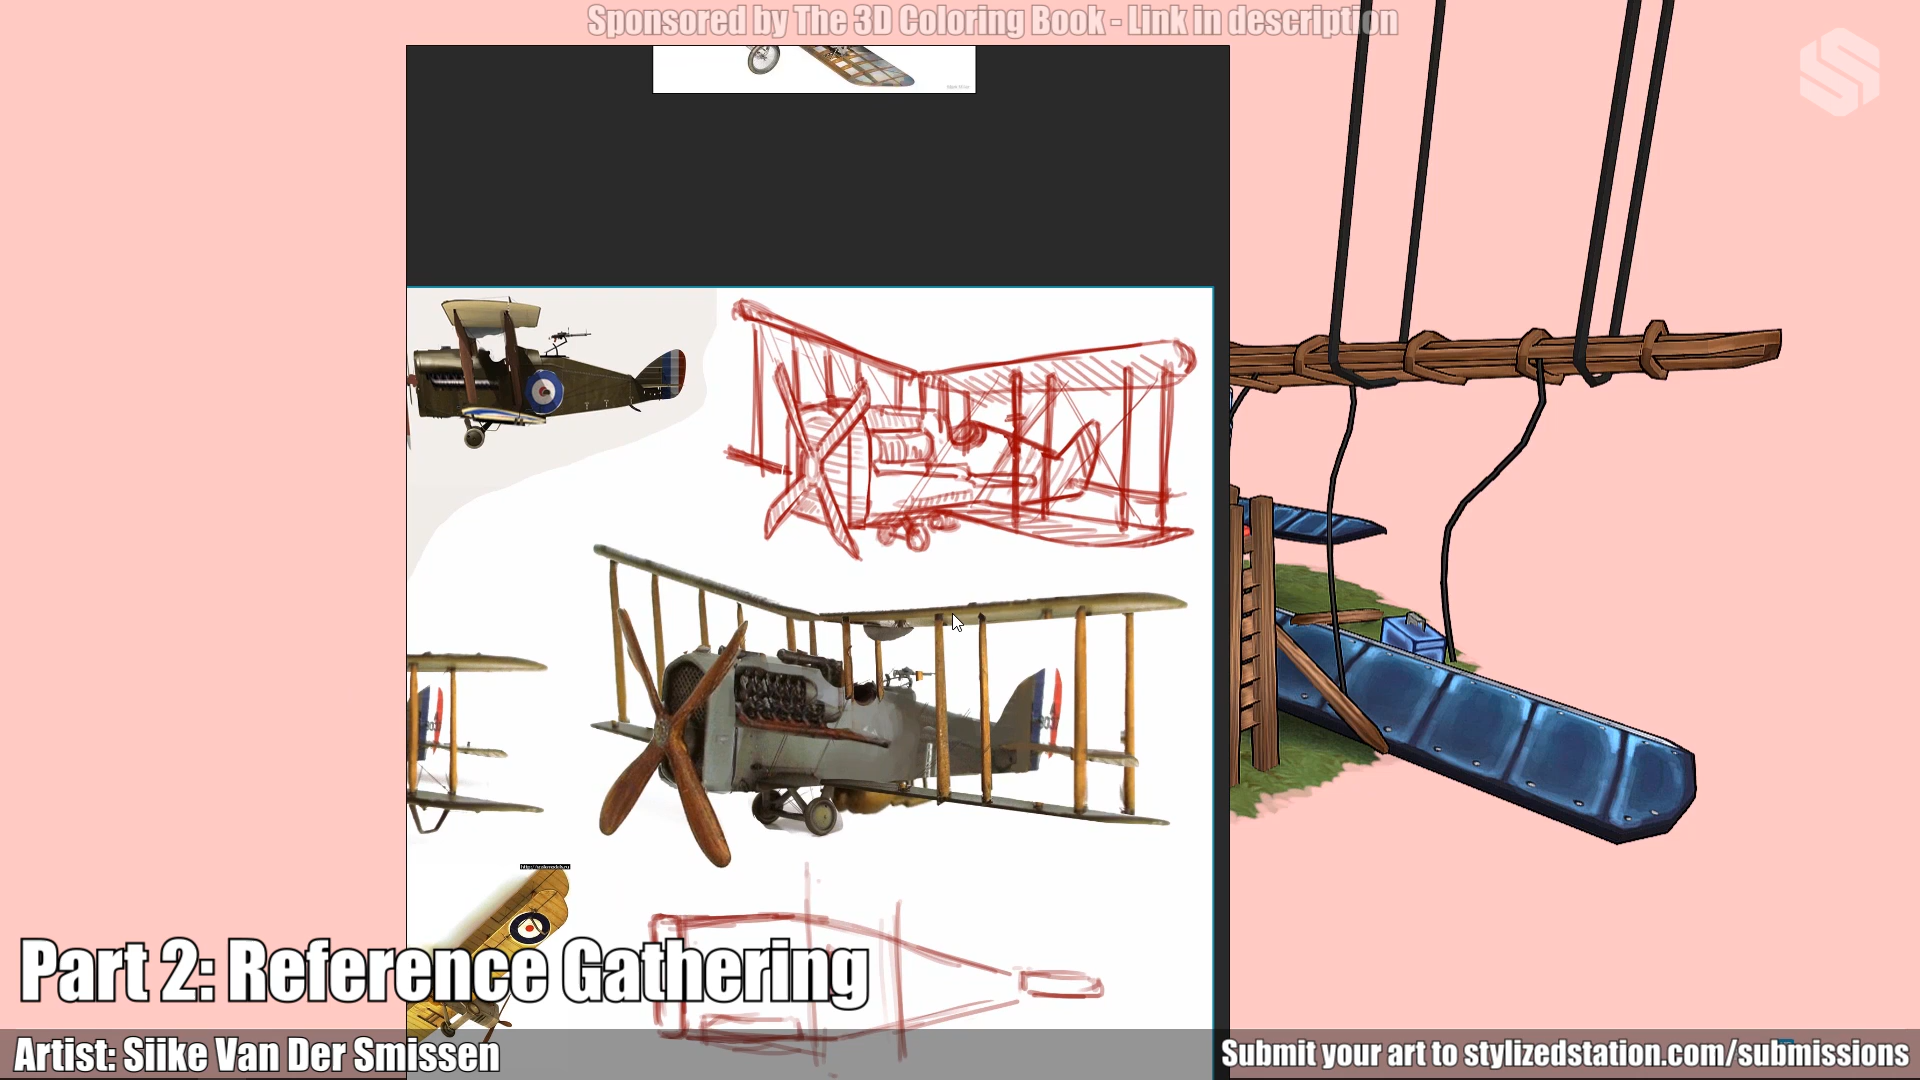 Sponsored by The 3D Coloring Book - Link in description
Part 2: Reference Gathering
Artist: Siike Van Der Smissen
Submit your art to stylizedstation.com/submissions